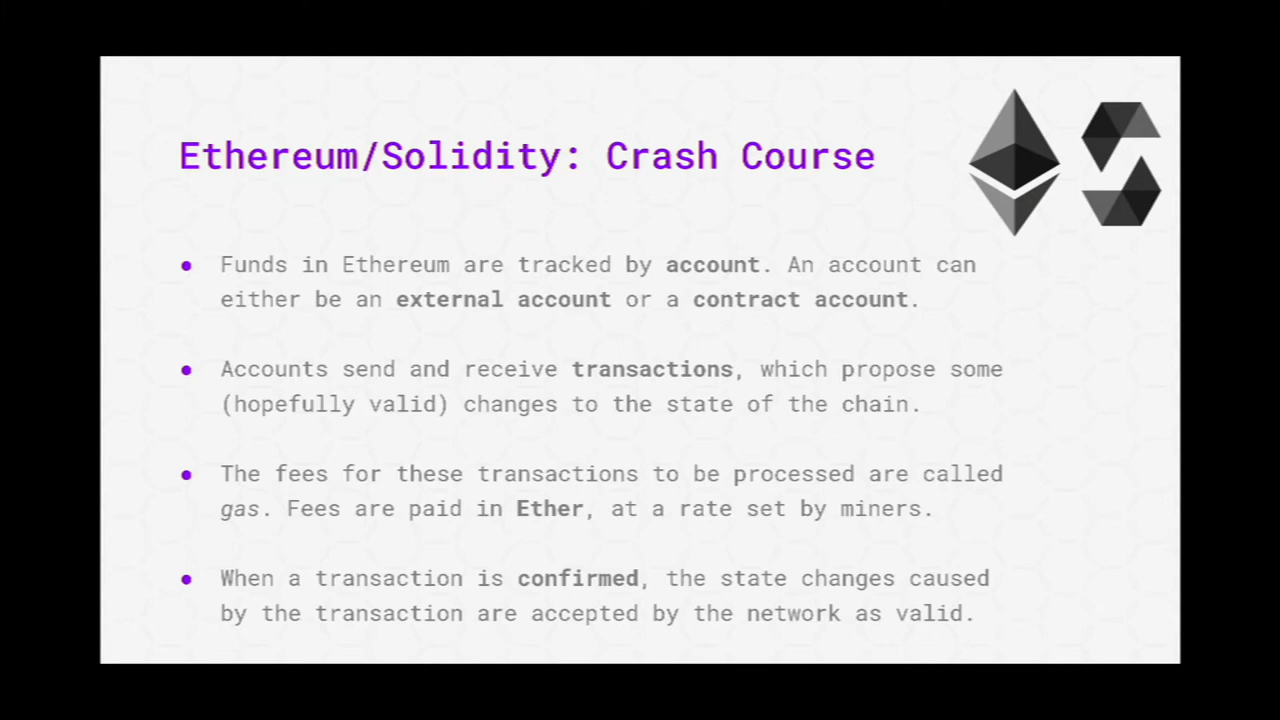 Ethereum/Solidity: Crash Course
● Funds in Ethereum are tracked by account. An account can
either be an external account or a contract account.
● Accounts send and receive transactions, which propose some
(hopefully valid) changes to the state of the chain.
● The fees for these transactions to be processed are called
gas. Fees are paid in Ether, at a rate set by miners.
● When a transaction is confirmed, the state changes caused
by the transaction are accepted by the network as valid.